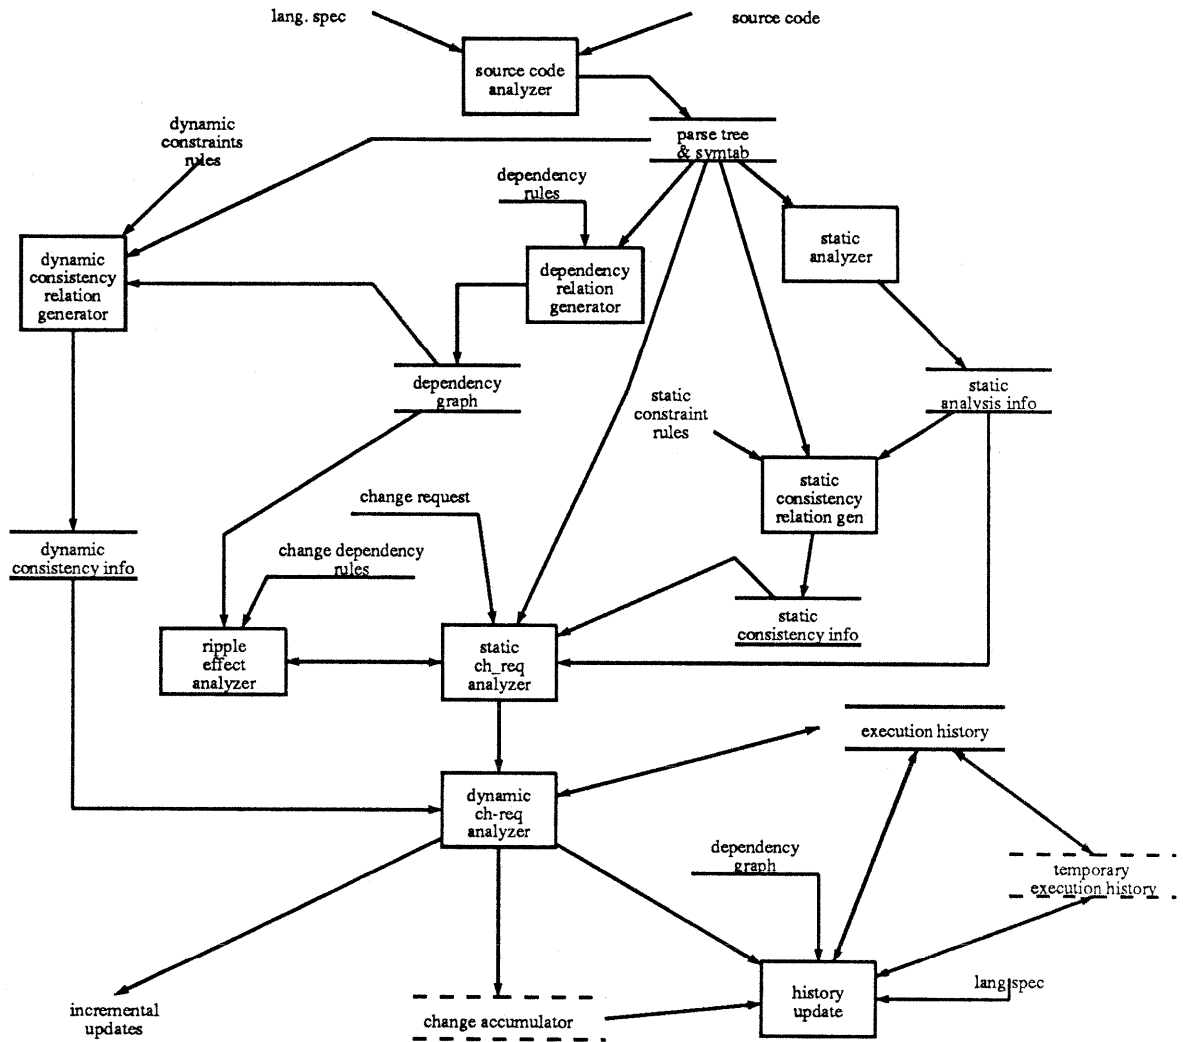 lang. spec
source code
source code
analyzer
dynamic
constraints
rules
parse tree
& symtab
dependency
rules
static
analyzer
dynamic
consistency
relation
generator
dependency
relation
generator
dependency
graph
static
constraint
rules
static
analysis info
static
consistency
relation gen
change request
dynamic
consistency info
change dependency
rules
static
consistency info
ripple
effect
analyzer
static
ch_req
analyzer
execution history
dynamic
ch-req
analyzer
dependency
graph
temporary
execution history
incremental
updates
change accumulator
history
update
lang spec